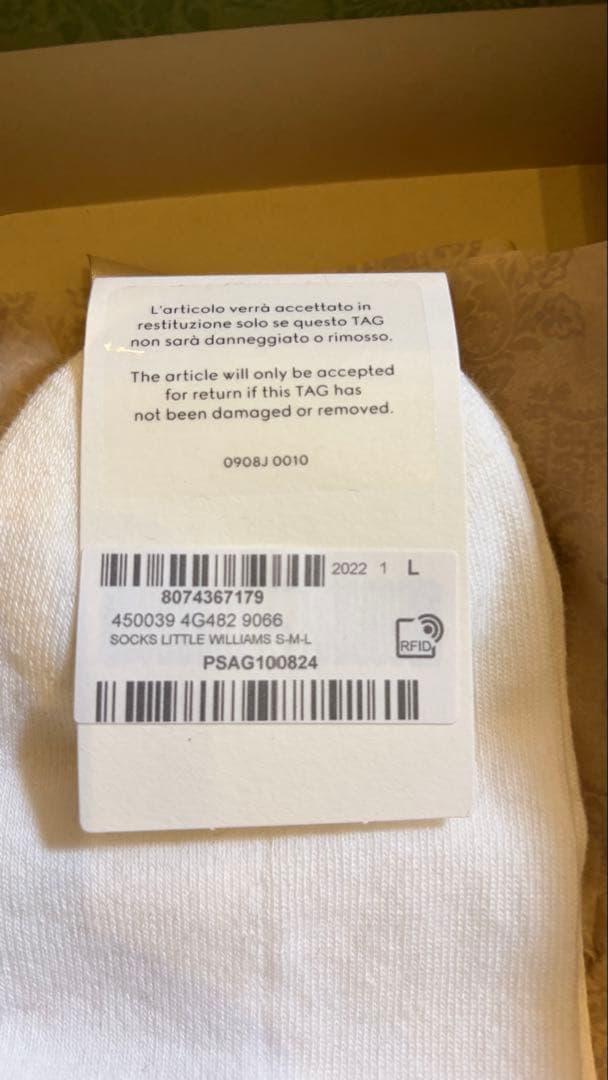 L'articolo verrà accettato in
restituzione solo se questo TAG
non sarà danneggiato o rimosso.
The article will only be accepted
for return if this TAG has
not been damaged or removed.
0908J 0010
2022 1 L
8074367179
450039 4G482 9066
SOCKS LITTLE WILLIAMS S-M-L
RFID
PSAG100824